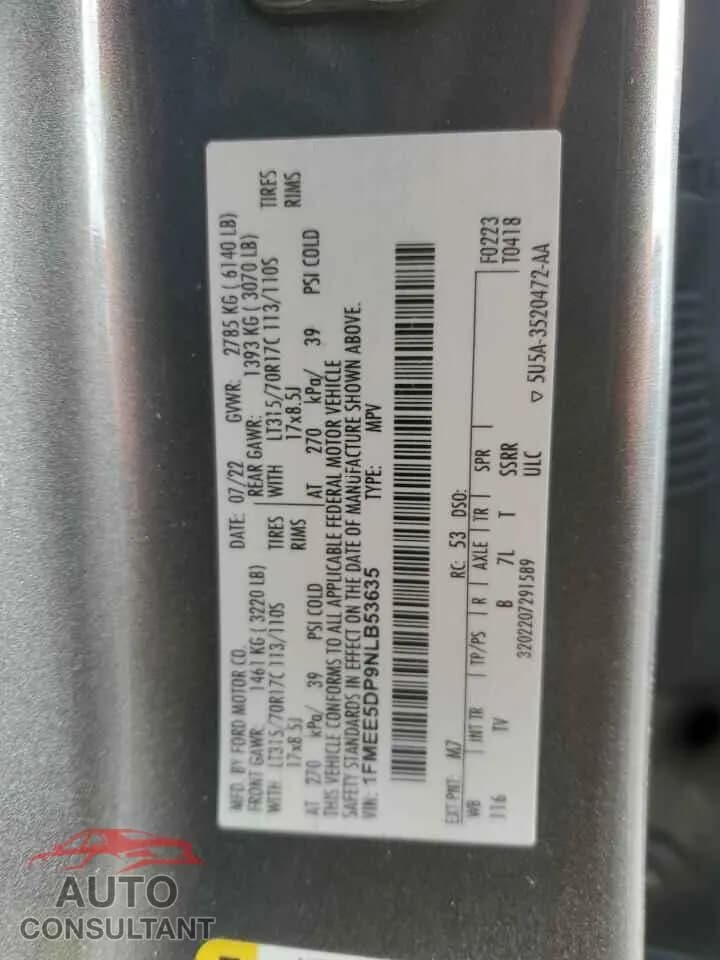 MFD. BY FORD MOTOR CO.
DATE: 07/22 GVWR: 2785 KG ( 6140 LB)
FRONT GAWR: 1461 KG ( 3220 LB) REAR GAWR: 1393 KG ( 3070 LB)
WITH LT315/70R17C 113/110S TIRES WITH LT315/70R17C 113/110S TIRES
17x8.5J RIMS 17x8.5J RIMS
AT 270 kPa/ 39 PSI COLD AT 270 kPa/ 39 PSI COLD
THIS VEHICLE CONFORMS TO ALL APPLICABLE FEDERAL MOTOR VEHICLE
SAFETY STANDARDS IN EFFECT ON THE DATE OF MANUFACTURE SHOWN ABOVE.
VIN: 1FMEE5DP9NLB53635 TYPE: MPV
EXT PNT: M7 RC: 53 DSO: F0223
T0418
WB INT TR TP/PS R AXLE TR SPR
116 TV B 7L T SSRR
ULC
3202207291589 ▽ 5U5A-3520472-AA
AUTO
CONSULTANT